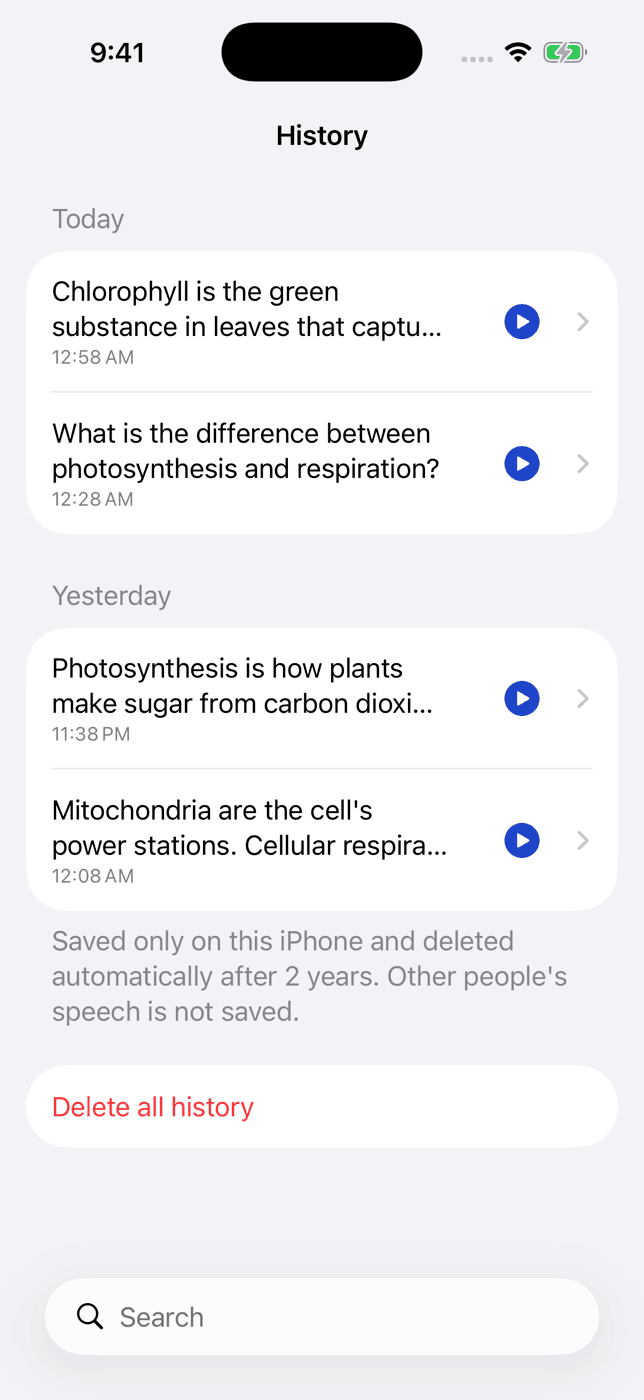 9:41
History
Today
Chlorophyll is the green
substance in leaves that captu...
12:58 AM
What is the difference between
photosynthesis and respiration?
12:28 AM
Yesterday
Photosynthesis is how plants
make sugar from carbon dioxi...
11:38 PM
Mitochondria are the cell's
power stations. Cellular respira...
12:08 AM
Saved only on this iPhone and deleted
automatically after 2 years. Other people's
speech is not saved.
Delete all history
Search